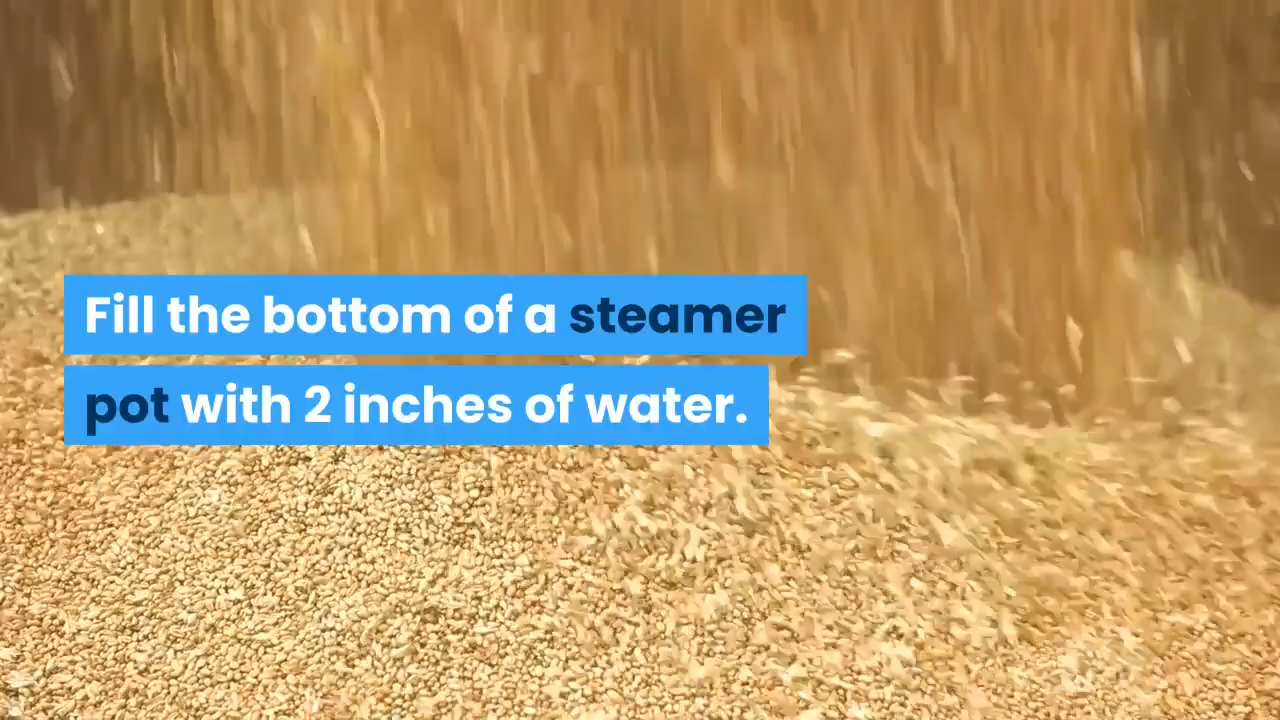 Fill the bottom of a steamer
pot with 2 inches of water.